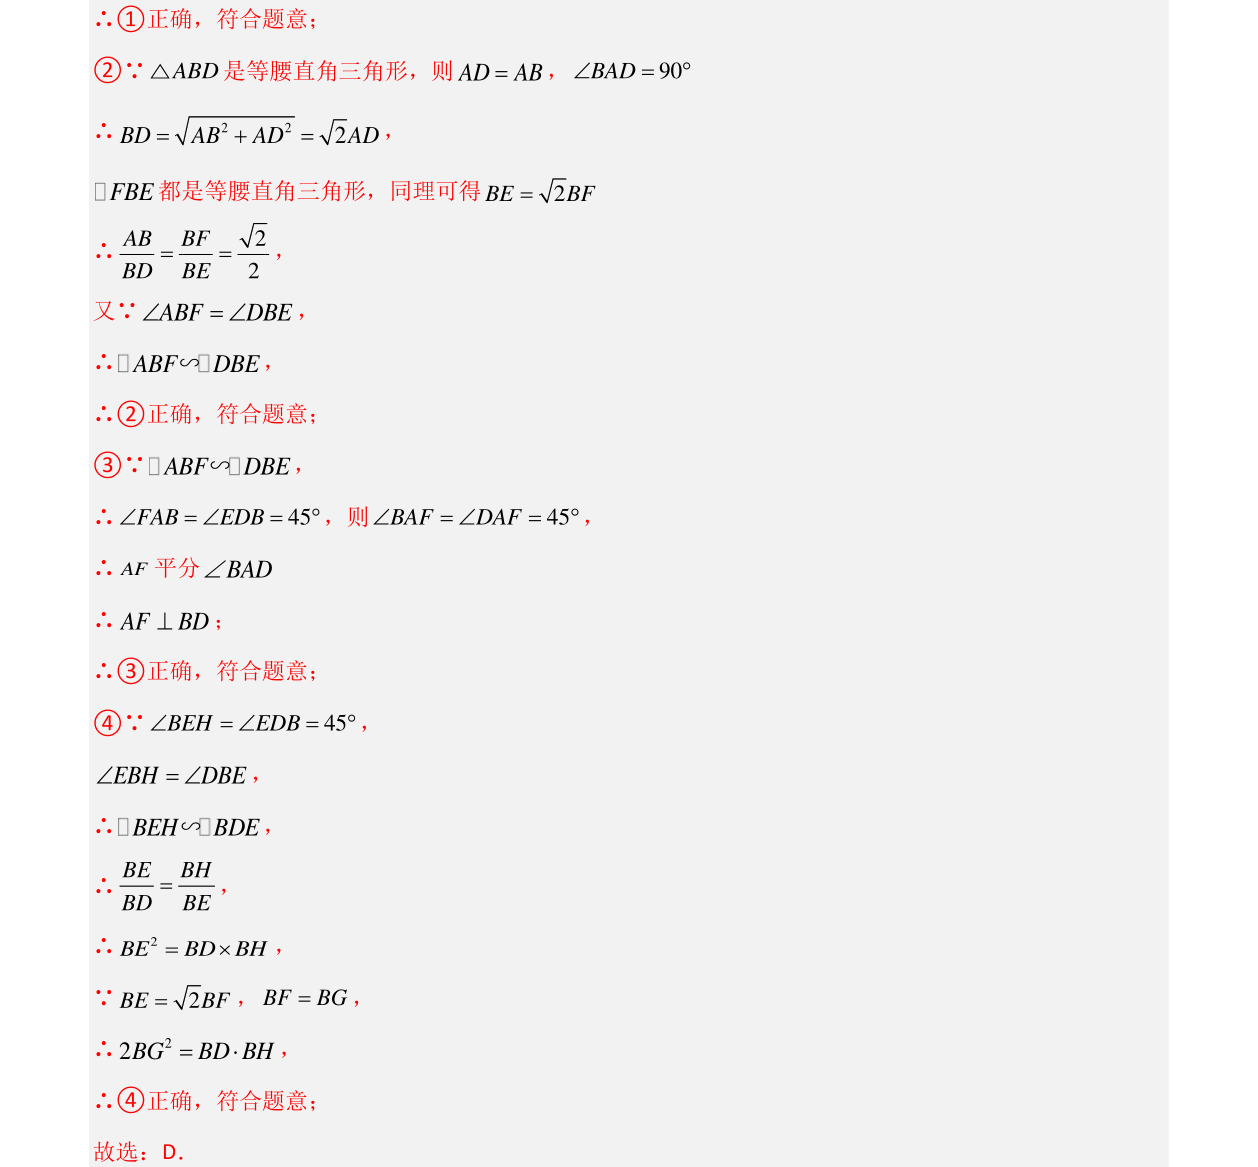 ∴①正确，符合题意；
②∵△ABD是等腰直角三角形，则AD=AB，∠BAD=90°
∴BD=√(AB²+AD²)=√2AD，
□FBE都是等腰直角三角形，同理可得BE=√2BF
∴AB/BD=BF/BE=√2/2，
又∵∠ABF=∠DBE，
∴□ABF∽□DBE，
∴②正确，符合题意；
③∵□ABF∽□DBE，
∴∠FAB=∠EDB=45°，则∠BAF=∠DAF=45°，
∴AF平分∠BAD
∴AF⊥BD；
∴③正确，符合题意；
④∵∠BEH=∠EDB=45°，
∠EBH=∠DBE，
∴□BEH∽□BDE，
∴BE/BD=BH/BE，
∴BE²=BD×BH，
∵BE=√2BF，BF=BG，
∴2BG²=BD·BH，
∴④正确，符合题意；
故选：D．